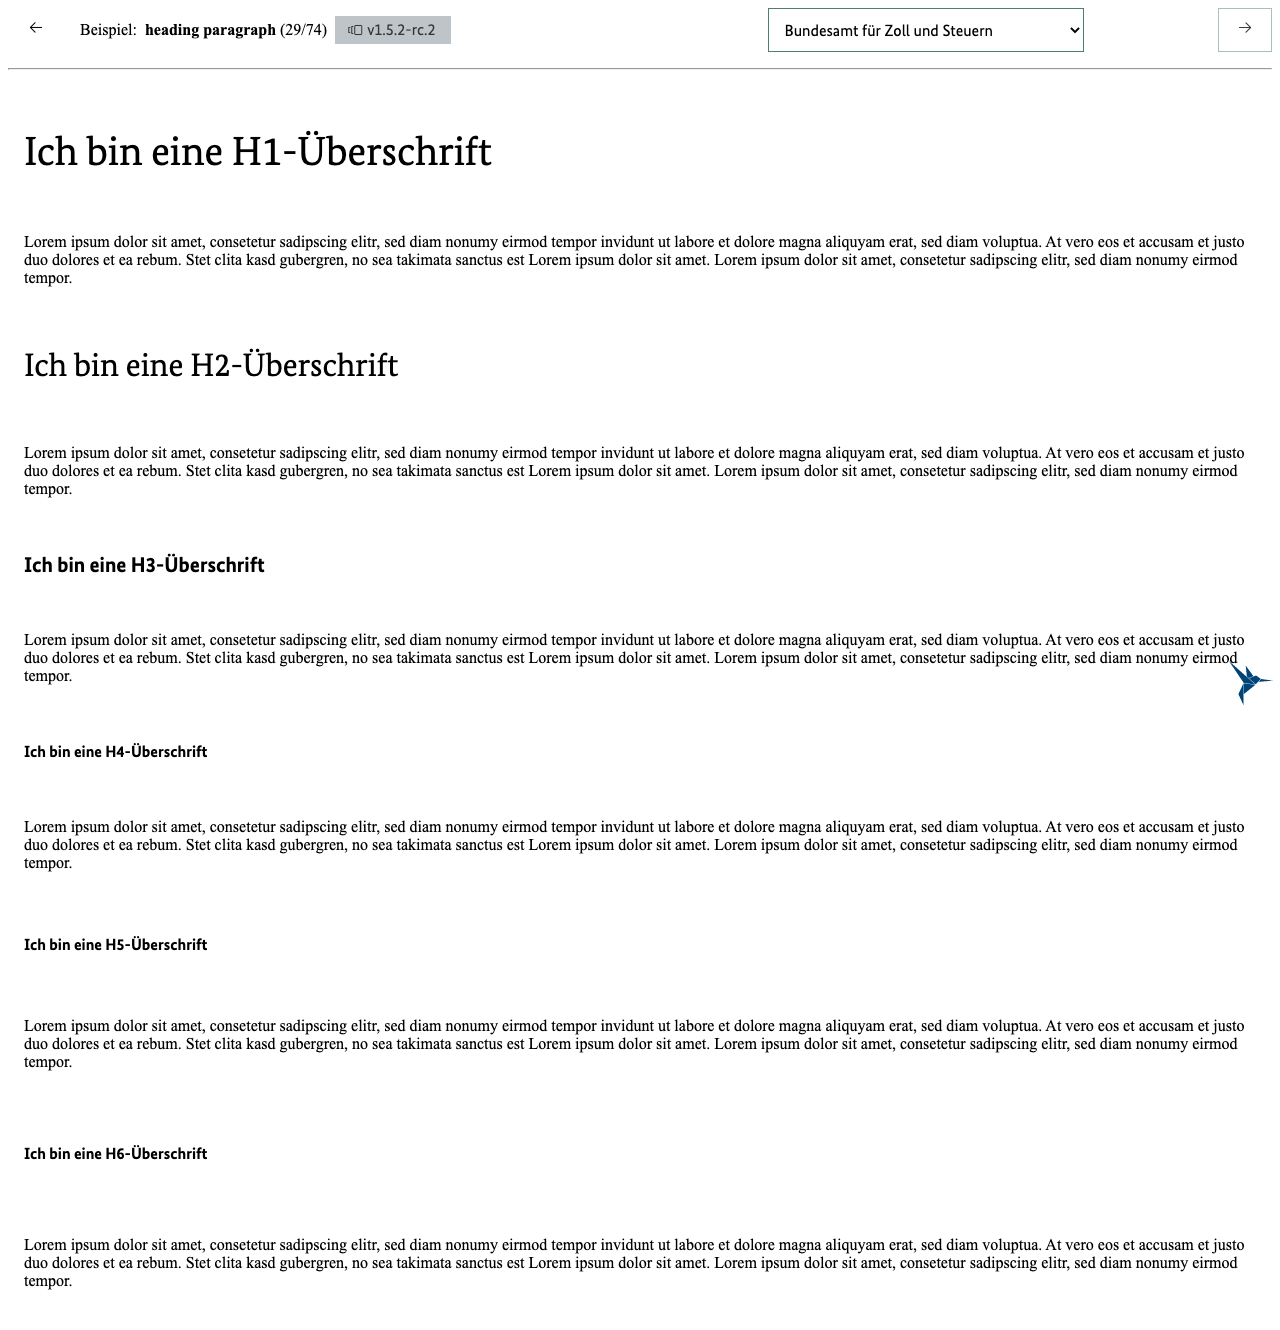 ← Beispiel: heading paragraph (29/74) v1.5.2-rc.2 Bundesamt für Zoll und Steuern →
Ich bin eine H1-Überschrift
Lorem ipsum dolor sit amet, consetetur sadipscing elitr, sed diam nonumy eirmod tempor invidunt ut labore et dolore magna aliquyam erat, sed diam voluptua. At vero eos et accusam et justo
duo dolores et ea rebum. Stet clita kasd gubergren, no sea takimata sanctus est Lorem ipsum dolor sit amet. Lorem ipsum dolor sit amet, consetetur sadipscing elitr, sed diam nonumy eirmod
tempor.
Ich bin eine H2-Überschrift
Lorem ipsum dolor sit amet, consetetur sadipscing elitr, sed diam nonumy eirmod tempor invidunt ut labore et dolore magna aliquyam erat, sed diam voluptua. At vero eos et accusam et justo
duo dolores et ea rebum. Stet clita kasd gubergren, no sea takimata sanctus est Lorem ipsum dolor sit amet. Lorem ipsum dolor sit amet, consetetur sadipscing elitr, sed diam nonumy eirmod
tempor.
Ich bin eine H3-Überschrift
Lorem ipsum dolor sit amet, consetetur sadipscing elitr, sed diam nonumy eirmod tempor invidunt ut labore et dolore magna aliquyam erat, sed diam voluptua. At vero eos et accusam et justo
duo dolores et ea rebum. Stet clita kasd gubergren, no sea takimata sanctus est Lorem ipsum dolor sit amet. Lorem ipsum dolor sit amet, consetetur sadipscing elitr, sed diam nonumy eirmod
tempor.
Ich bin eine H4-Überschrift
Lorem ipsum dolor sit amet, consetetur sadipscing elitr, sed diam nonumy eirmod tempor invidunt ut labore et dolore magna aliquyam erat, sed diam voluptua. At vero eos et accusam et justo
duo dolores et ea rebum. Stet clita kasd gubergren, no sea takimata sanctus est Lorem ipsum dolor sit amet. Lorem ipsum dolor sit amet, consetetur sadipscing elitr, sed diam nonumy eirmod
tempor.
Ich bin eine H5-Überschrift
Lorem ipsum dolor sit amet, consetetur sadipscing elitr, sed diam nonumy eirmod tempor invidunt ut labore et dolore magna aliquyam erat, sed diam voluptua. At vero eos et accusam et justo
duo dolores et ea rebum. Stet clita kasd gubergren, no sea takimata sanctus est Lorem ipsum dolor sit amet. Lorem ipsum dolor sit amet, consetetur sadipscing elitr, sed diam nonumy eirmod
tempor.
Ich bin eine H6-Überschrift
Lorem ipsum dolor sit amet, consetetur sadipscing elitr, sed diam nonumy eirmod tempor invidunt ut labore et dolore magna aliquyam erat, sed diam voluptua. At vero eos et accusam et justo
duo dolores et ea rebum. Stet clita kasd gubergren, no sea takimata sanctus est Lorem ipsum dolor sit amet. Lorem ipsum dolor sit amet, consetetur sadipscing elitr, sed diam nonumy eirmod
tempor.